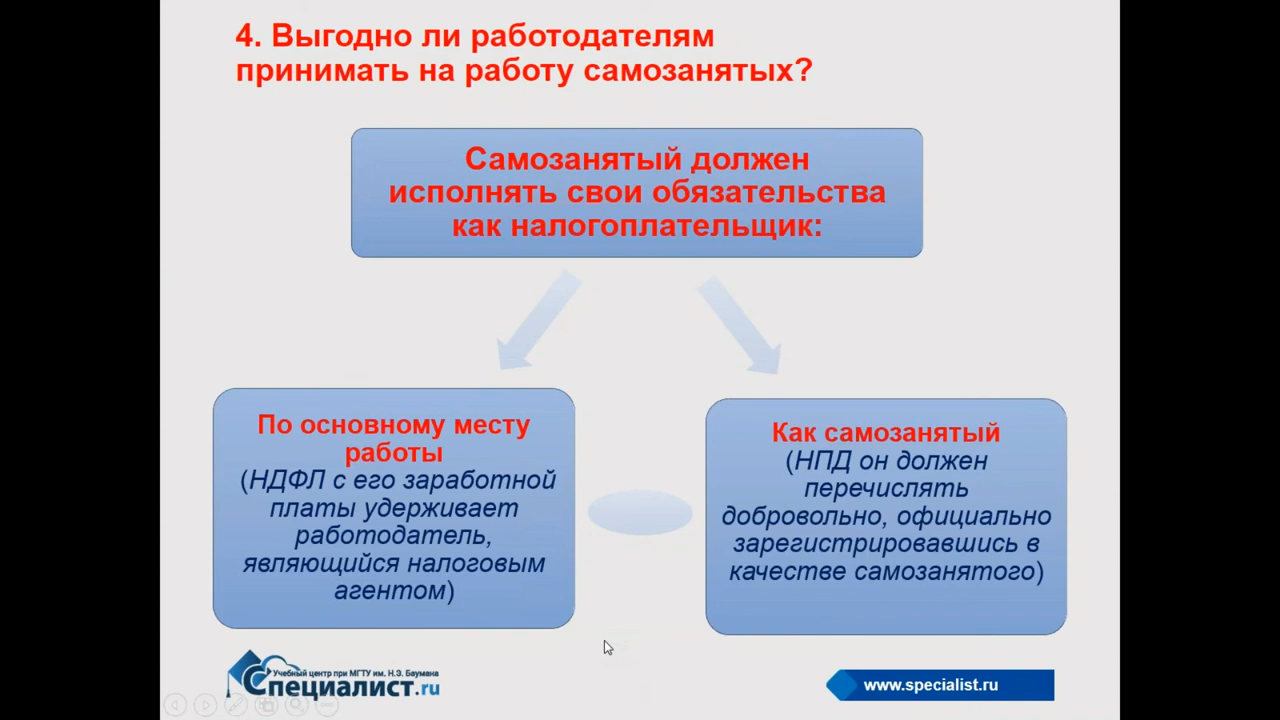 4. Выгодно ли работодателям
принимать на работу самозанятых?
Самозанятый должен
исполнять свои обязательства
как налогоплательщик:
По основному месту
работы
(НДФЛ с его заработной
платы удерживает
работодатель,
являющийся налоговым
агентом)
Как самозанятый
(НПД он должен
перечислять
добровольно, официально
зарегистрировавшись в
качестве самозанятого)
Учебный центр при МГТУ им. Н.Э. Баумана
Специалист.ru
www.specialist.ru